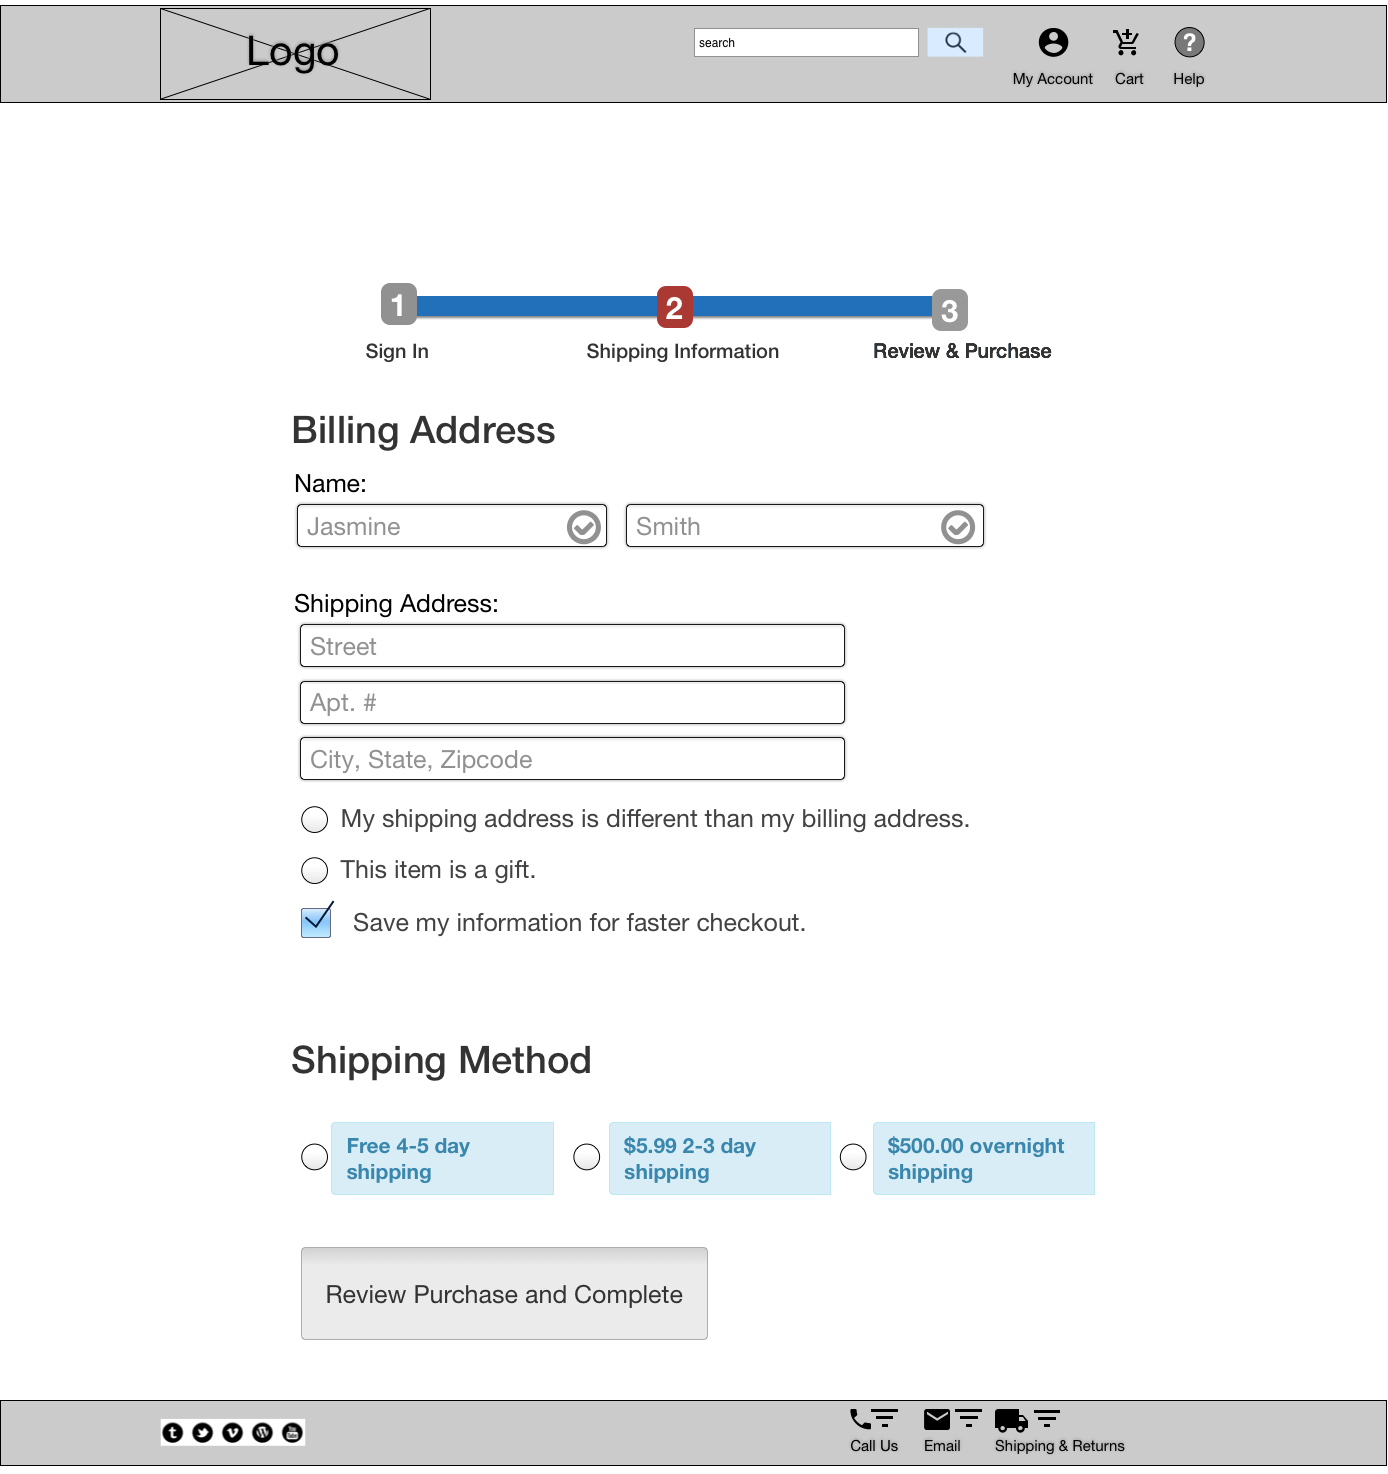 Logo
search
My Account Cart Help
1 2 3
Sign In Shipping Information Review & Purchase
Billing Address
Name:
Jasmine Smith
Shipping Address:
Street
Apt. #
City, State, Zipcode
My shipping address is different than my billing address.
This item is a gift.
Save my information for faster checkout.
Shipping Method
Free 4-5 day
shipping
$5.99 2-3 day
shipping
$500.00 overnight
shipping
Review Purchase and Complete
Call Us Email Shipping & Returns